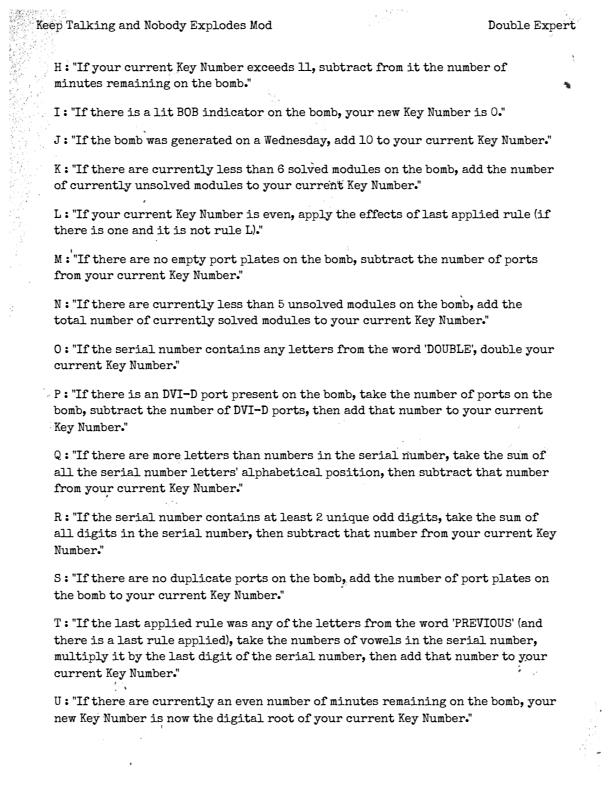 Keep Talking and Nobody Explodes Mod
Double Expert
H : "If your current Key Number exceeds 11, subtract from it the number of
minutes remaining on the bomb."
I : "If there is a lit BOB indicator on the bomb, your new Key Number is 0."
J : "If the bomb was generated on a Wednesday, add 10 to your current Key Number."
K : "If there are currently less than 6 solved modules on the bomb, add the number
of currently unsolved modules to your current Key Number."
L : "If your current Key Number is even, apply the effects of last applied rule (if
there is one and it is not rule L)."
M : "If there are no empty port plates on the bomb, subtract the number of ports
from your current Key Number."
N : "If there are currently less than 5 unsolved modules on the bomb, add the
total number of currently solved modules to your current Key Number."
O : "If the serial number contains any letters from the word 'DOUBLE', double your
current Key Number."
P : "If there is an DVI-D port present on the bomb, take the number of ports on the
bomb, subtract the number of DVI-D ports, then add that number to your current
Key Number."
Q : "If there are more letters than numbers in the serial number, take the sum of
all the serial number letters' alphabetical position, then subtract that number
from your current Key Number."
R : "If the serial number contains at least 2 unique odd digits, take the sum of
all digits in the serial number, then subtract that number from your current Key
Number."
S : "If there are no duplicate ports on the bomb, add the number of port plates on
the bomb to your current Key Number."
T : "If the last applied rule was any of the letters from the word 'PREVIOUS' (and
there is a last rule applied), take the numbers of vowels in the serial number,
multiply it by the last digit of the serial number, then add that number to your
current Key Number."
U : "If there are currently an even number of minutes remaining on the bomb, your
new Key Number is now the digital root of your current Key Number."